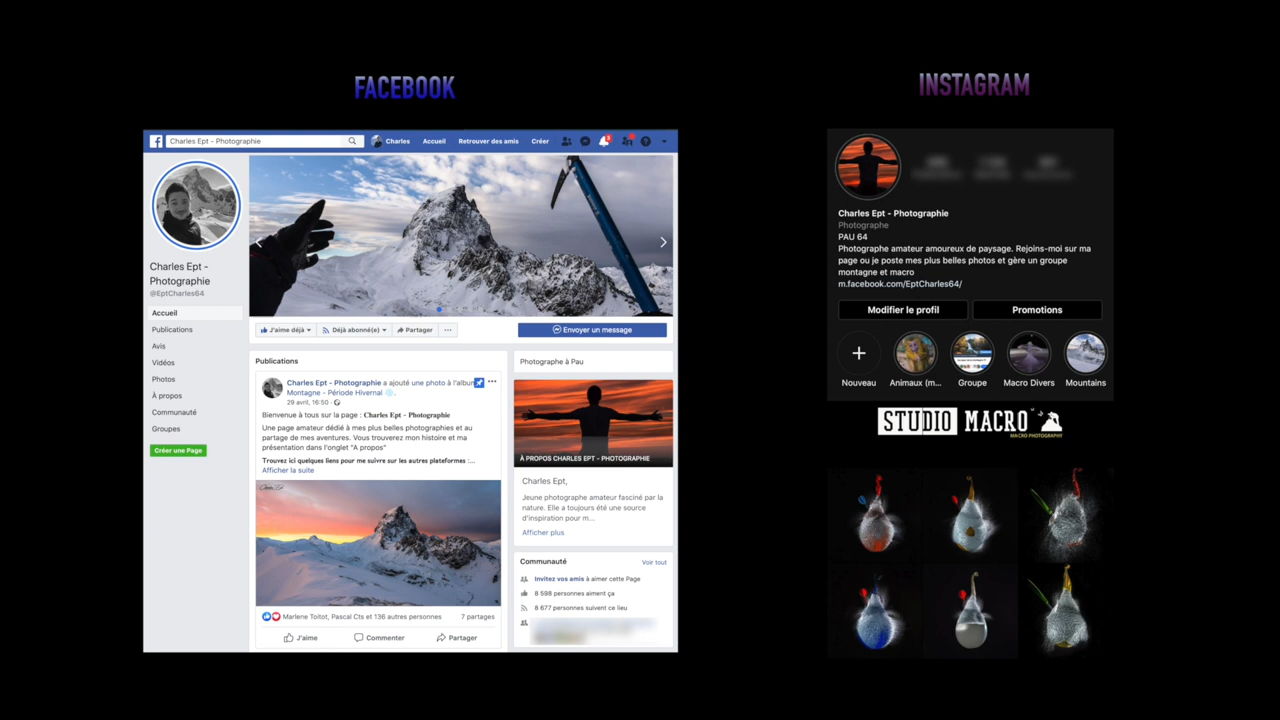 FACEBOOK
INSTAGRAM
Charles Ept - Photographie
Charles
Accueil
Retrouver des amis
Créer
Charles Ept -
Photographie
@EptCharles64
Accueil
Publications
Avis
Vidéos
Photos
À propos
Communauté
Groupes
Créer une Page
J'aime déjà
Déjà abonné(e)
Partager
Envoyer un message
Publications
Charles Ept - Photographie a ajouté une photo à l'album
Montagne - Période Hivernal
29 avril, 16:50
Bienvenue à tous sur la page : Charles Ept - Photographie
Une page amateur dédié à mes plus belles photographies et au
partage de mes aventures. Vous trouverez mon histoire et ma
présentation dans l'onglet "A propos"
Trouvez ici quelques liens pour me suivre sur les autres plateformes :...
Afficher la suite
Marlene Toitot, Pascal Cts et 136 autres personnes
7 partages
J'aime
Commenter
Partager
Photographe à Pau
À PROPOS CHARLES EPT - PHOTOGRAPHIE
Charles Ept,
Jeune photographe amateur fasciné par la
nature. Elle a toujours été une source
d'inspiration pour m...
Afficher plus
Communauté
Voir tout
Invitez vos amis à aimer cette Page
8 598 personnes aiment ça
8 677 personnes suivent ce lieu
Charles Ept - Photographie
Photographe
PAU 64
Photographe amateur amoureux de paysage. Rejoins-moi sur ma
page ou je poste mes plus belles photos et gère un groupe
montagne et macro
m.facebook.com/EptCharles64/
Modifier le profil
Promotions
Nouveau
Animaux (m...
Groupe
Macro Divers
Mountains
STUDIO MACRO
MACRO PHOTOGRAPHY